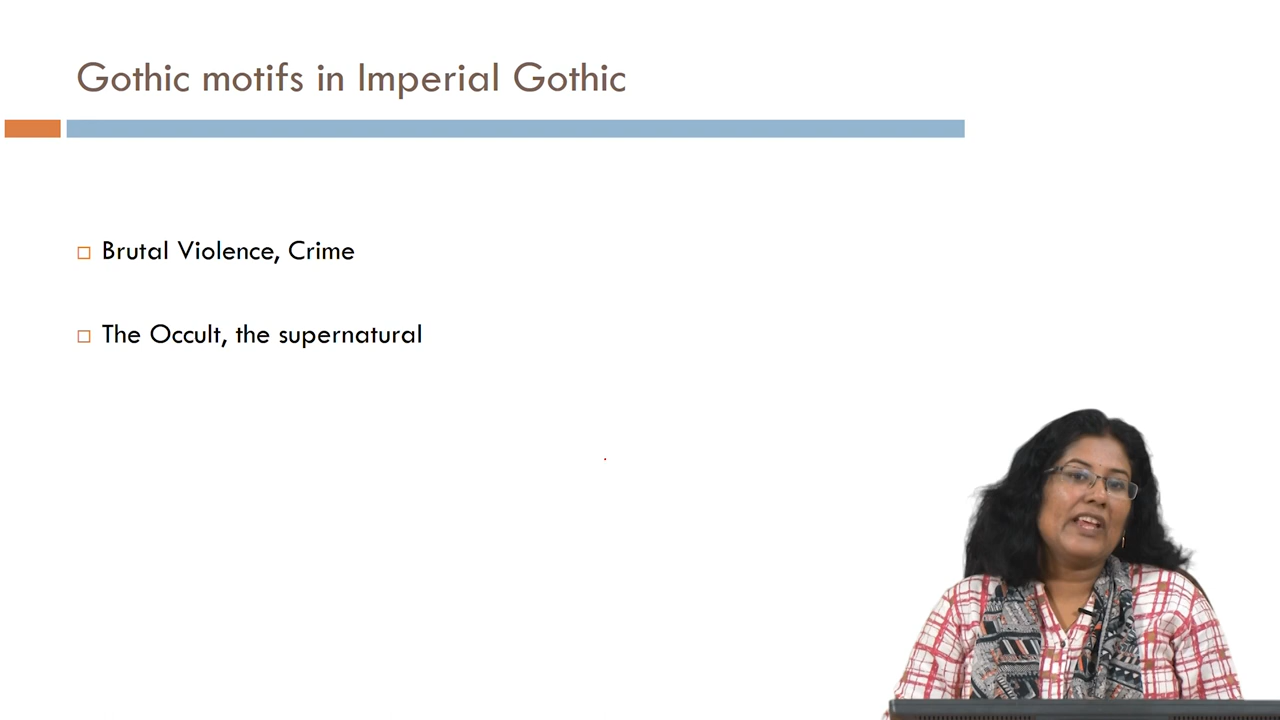 Gothic motifs in Imperial Gothic
Brutal Violence, Crime
The Occult, the supernatural